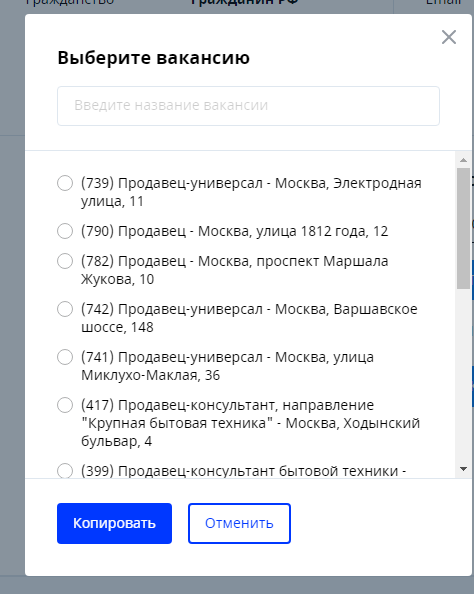 Гражданство Гражданин РФ Email
Выберите вакансию
Введите название вакансии
(739) Продавец-универсал - Москва, Электродная
улица, 11
(790) Продавец - Москва, улица 1812 года, 12
(782) Продавец - Москва, проспект Маршала
Жукова, 10
(742) Продавец-универсал - Москва, Варшавское
шоссе, 148
(741) Продавец-универсал - Москва, улица
Миклухо-Маклая, 36
(417) Продавец-консультант, направление
"Крупная бытовая техника" - Москва, Ходынский
бульвар, 4
(399) Продавец-консультант бытовой техники -
Копировать Отменить